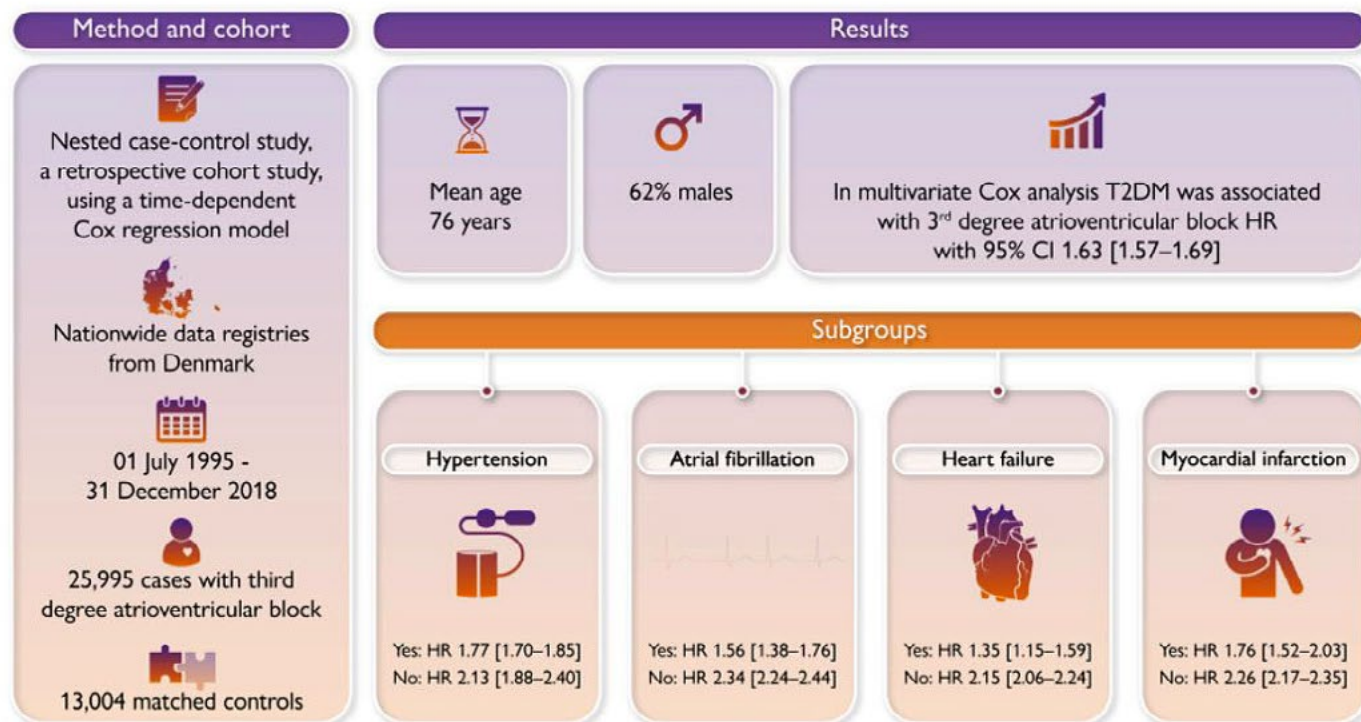 Method and cohort
Nested case-control study,
a retrospective cohort study,
using a time-dependent
Cox regression model
Nationwide data registries
from Denmark
01 July 1995 -
31 December 2018
25,995 cases with third
degree atrioventricular block
13,004 matched controls
Results
Mean age
76 years
62% males
In multivariate Cox analysis T2DM was associated
with 3rd degree atrioventricular block HR
with 95% CI 1.63 [1.57–1.69]
Subgroups
Hypertension
Yes: HR 1.77 [1.70–1.85]
No: HR 2.13 [1.88–2.40]
Atrial fibrillation
Yes: HR 1.56 [1.38–1.76]
No: HR 2.34 [2.24–2.44]
Heart failure
Yes: HR 1.35 [1.15–1.59]
No: HR 2.15 [2.06–2.24]
Myocardial infarction
Yes: HR 1.76 [1.52–2.03]
No: HR 2.26 [2.17–2.35]